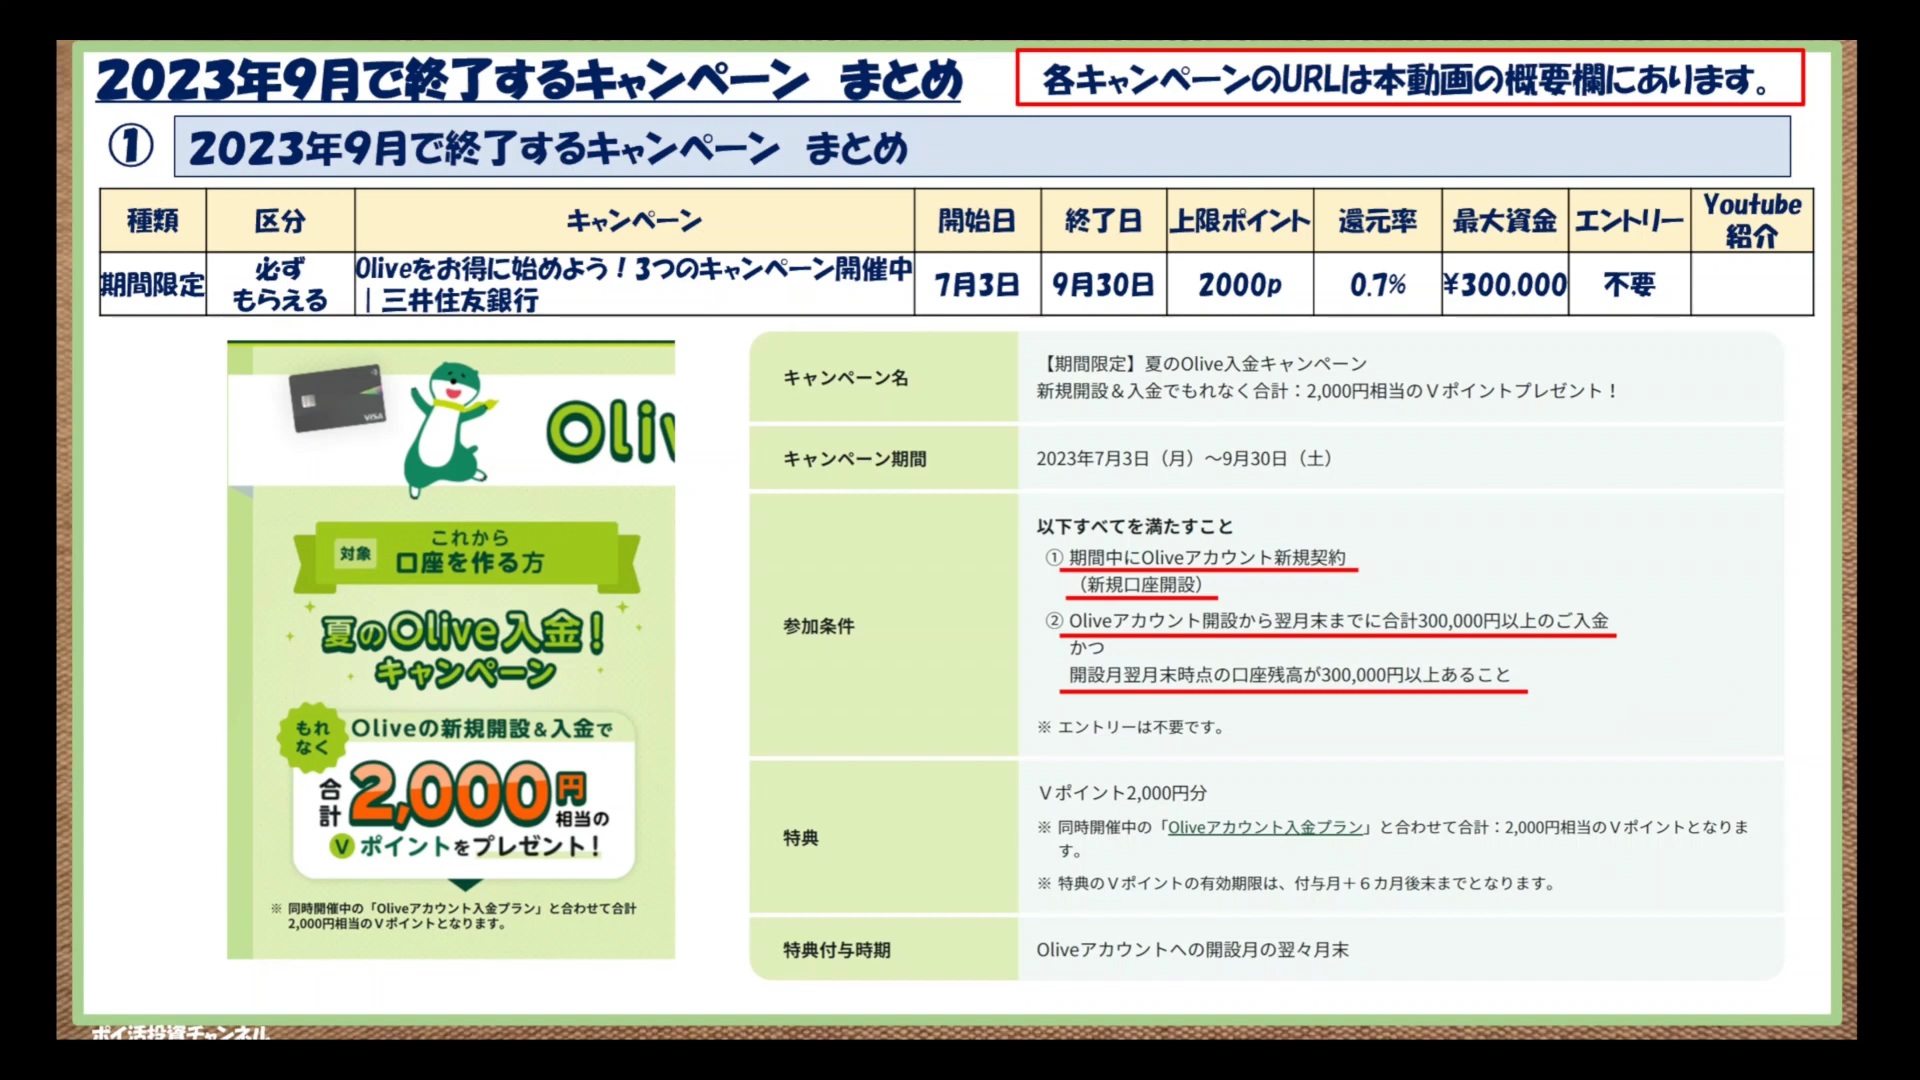 2023年9月で終了するキャンペーン まとめ
各キャンペーンのURLは本動画の概要欄にあります。
① 2023年9月で終了するキャンペーン まとめ
種類 区分 キャンペーン 開始日 終了日 上限ポイント 還元率 最大資金 エントリー Youtube
紹介
期間限定 必ず
もらえる
Oliveをお得に始めよう！3つのキャンペーン開催中
｜三井住友銀行
7月3日 9月30日 2000p 0.7% ¥300,000 不要
VISA
Oliv
対象 これから
口座を作る方
夏のOlive入金！
キャンペーン
もれ
なく
Oliveの新規開設＆入金で
合計 2,000円
相当の
V ポイントをプレゼント！
※ 同時開催中の「Oliveアカウント入金プラン」と合わせて合計
2,000円相当のVポイントとなります。
キャンペーン名
【期間限定】夏のOlive入金キャンペーン
新規開設＆入金でもれなく合計：2,000円相当のVポイントプレゼント！
キャンペーン期間
2023年7月3日（月）～9月30日（土）
参加条件
以下すべてを満たすこと
① 期間中にOliveアカウント新規契約
（新規口座開設）
② Oliveアカウント開設から翌月末までに合計300,000円以上のご入金
かつ
開設月翌月末時点の口座残高が300,000円以上あること
※ エントリーは不要です。
特典
Vポイント2,000円分
※ 同時開催中の「Oliveアカウント入金プラン」と合わせて合計：2,000円相当のVポイントとなりま
す。
※ 特典のVポイントの有効期限は、付与月＋６カ月後末までとなります。
特典付与時期
Oliveアカウントへの開設月の翌々月末
ポイ活投資チャンネル